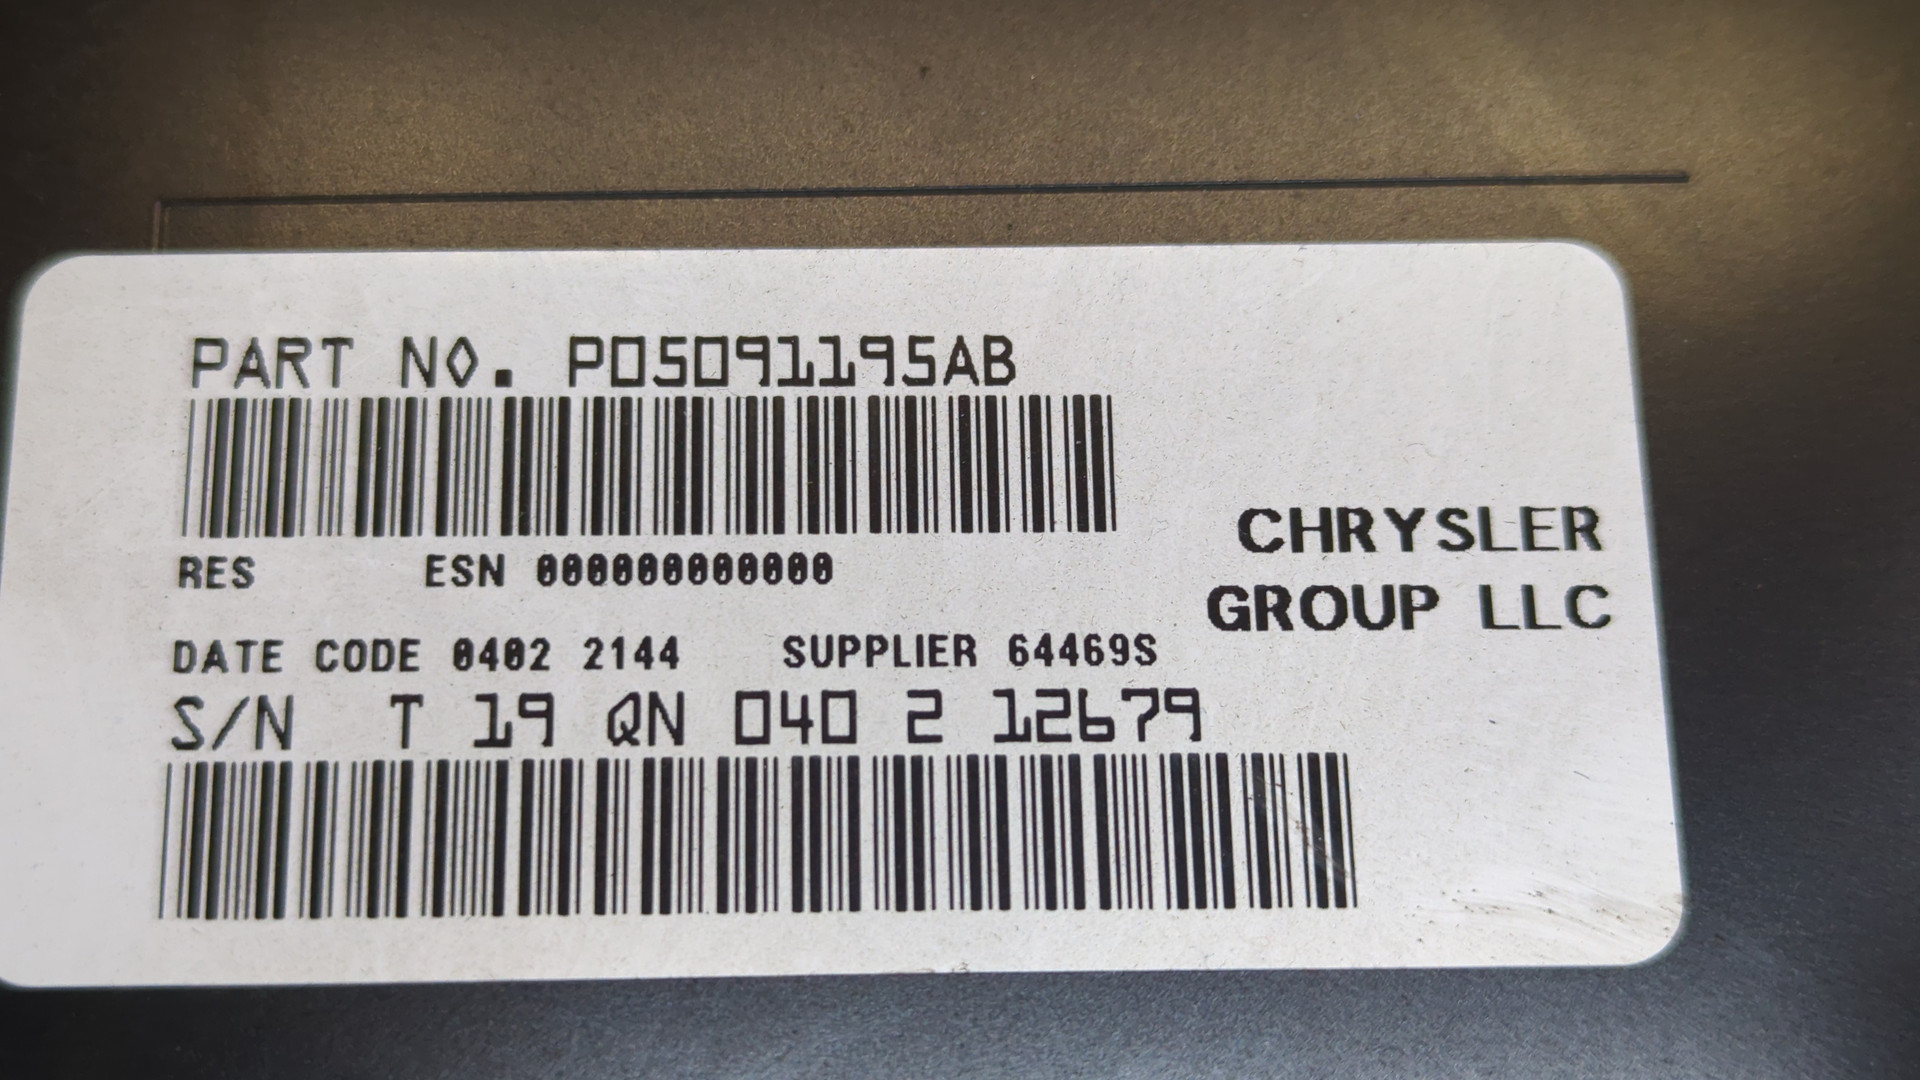 PART NO. P05091195AB
RES ESN 000000000000
CHRYSLER
GROUP LLC
DATE CODE 0402 2144 SUPPLIER 64469S
S/N T 19 QN 040 2 12679